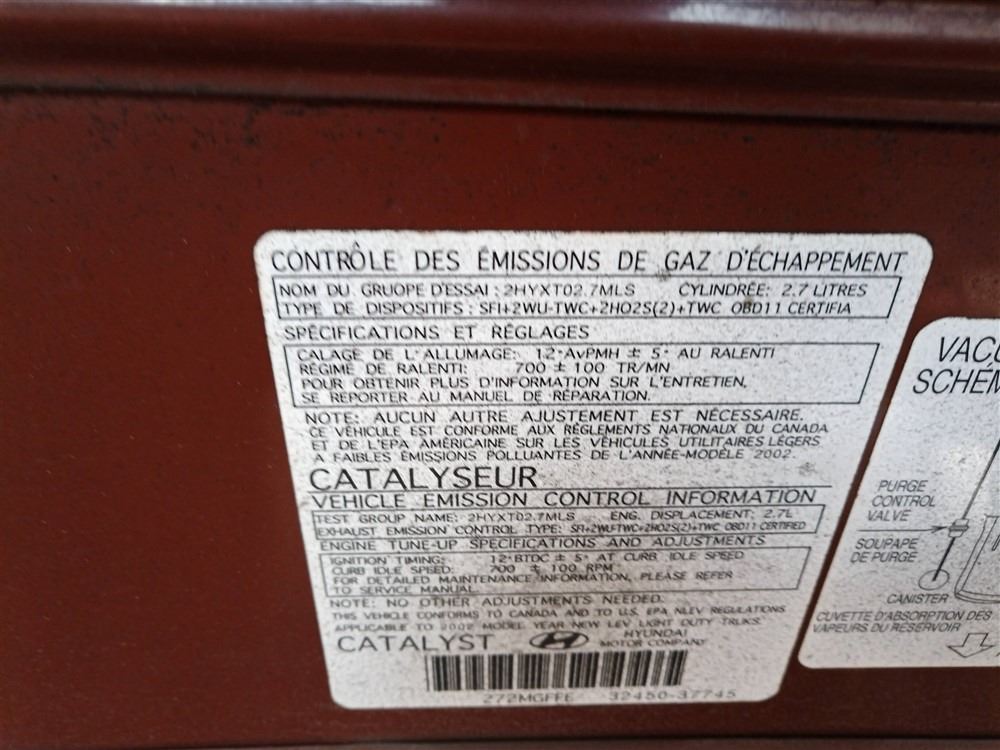 CONTRÔLE DES ÉMISSIONS DE GAZ D'ÉCHAPPEMENT
NOM DU GRUOPE D'ESSAI : 2HYXT02.7MLS CYLINDRÉE: 2.7 LITRES
TYPE DE DISPOSITIFS : SFI+2WU-TWC+2HO2S(2)+TWC OBD11 CERTIFIA
SPÉCIFICATIONS ET RÉGLAGES
CALAGE DE L'ALLUMAGE: 12°AvPMH ± 5° AU RALENTI
RÉGIME DE RALENTI: 700 ± 100 TR/MN
POUR OBTENIR PLUS D'INFORMATION SUR L'ENTRETIEN,
SE REPORTER AU MANUEL DE RÉPARATION.
NOTE: AUCUN AUTRE AJUSTEMENT EST NÉCESSAIRE.
CE VÉHICULE EST CONFORME AUX RÉGLEMENTS NATIONAUX DU CANADA
ET DE L'EPA AMÉRICAINE SUR LES VÉHICULES UTILITAIRES LÉGERS
A FAIBLES ÉMISSIONS POLLUANTES DE L'ANNÉE-MODÈLE 2002.
CATALYSEUR
VEHICLE EMISSION CONTROL INFORMATION
TEST GROUP NAME: 2HYXT02.7MLS ENG. DISPLACEMENT: 2.7L
EXHAUST EMISSION CONTROL TYPE: SFI+2WU-TWC+2HO2S(2)+TWC OBD11 CERTIFIED
ENGINE TUNE-UP SPECIFICATIONS AND ADJUSTMENTS
IGNITION TIMING: 12°BTDC ± 5° AT CURB IDLE SPEED
CURB IDLE SPEED: 700 ± 100 RPM
FOR DETAILED MAINTENANCE INFORMATION, PLEASE REFER
TO SERVICE MANUAL.
NOTE: NO OTHER ADJUSTMENTS NEEDED.
THIS VEHICLE CONFORMS TO CANADA AND TO U.S. EPA NLEV REGULATIONS
APPLICABLE TO 2002 MODEL YEAR NEW LEV LIGHT DUTY TRUKS.
CATALYST HYUNDAI
MOTOR COMPANY
272MGFFE 32450-37745
VACU
SCHÉM
PURGE
CONTROL
VALVE
SOUPAPE
DE PURGE
CANISTER
CUVETTE D'ABSORPTION DES
VAPEURS DU RÉSERVOIR